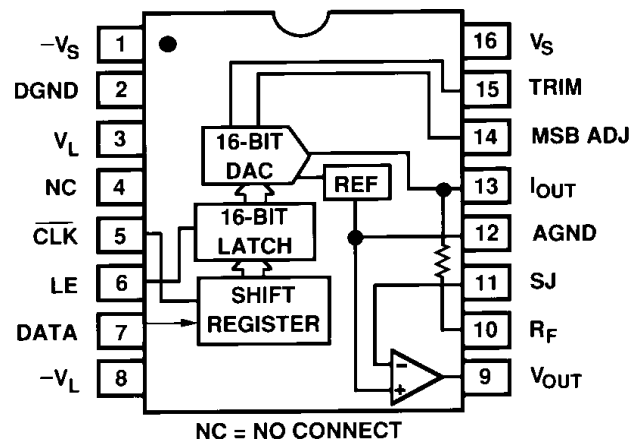 −VS 1 16 VS
DGND 2 15 TRIM
VL 3 14 MSB ADJ
16-BIT
DAC
NC 4 REF 13 IOUT
CLK 5 12 AGND
16-BIT
LATCH
LE 6 11 SJ
SHIFT
REGISTER
DATA 7 10 RF
−VL 8 − + 9 VOUT
NC = NO CONNECT